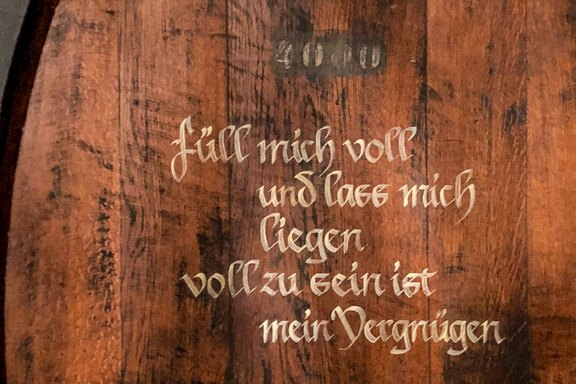 4000
füll mich voll
und lass mich
liegen
voll zu sein ist
mein Vergnügen